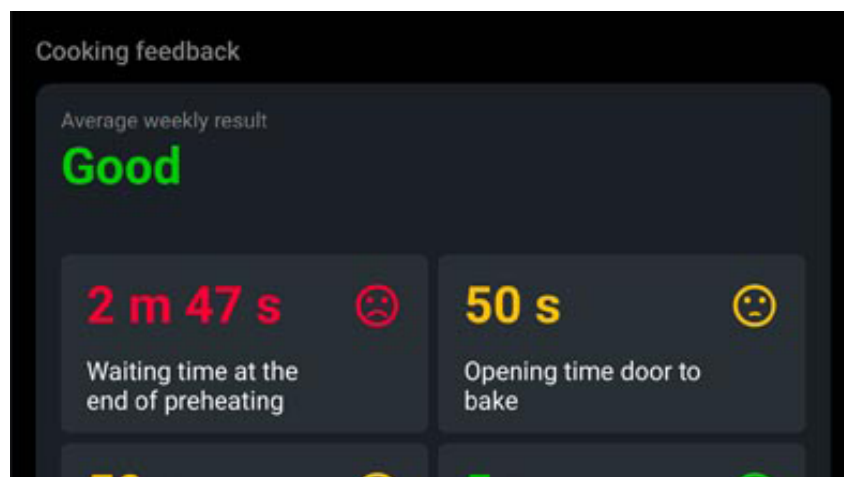 Cooking feedback
Average weekly result
Good
2 m 47 s
50 s
Waiting time at the
end of preheating
Opening time door to
bake